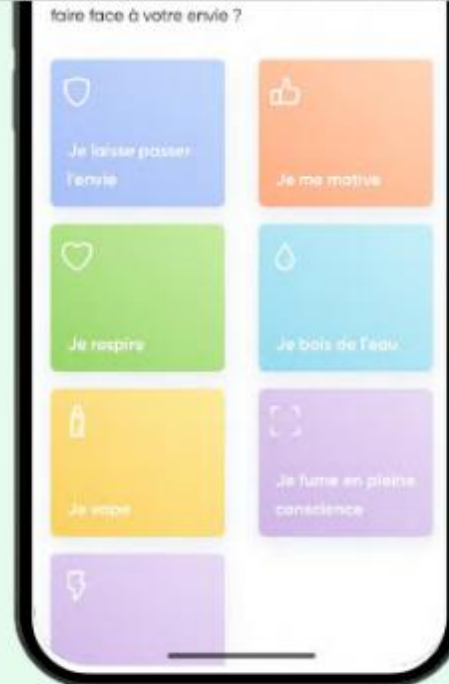 faire face à votre envie ?
Je laisse passer
l'envie
Je me motive
Je respire
Je bois de l'eau
Je vape
Je fume en pleine
conscience